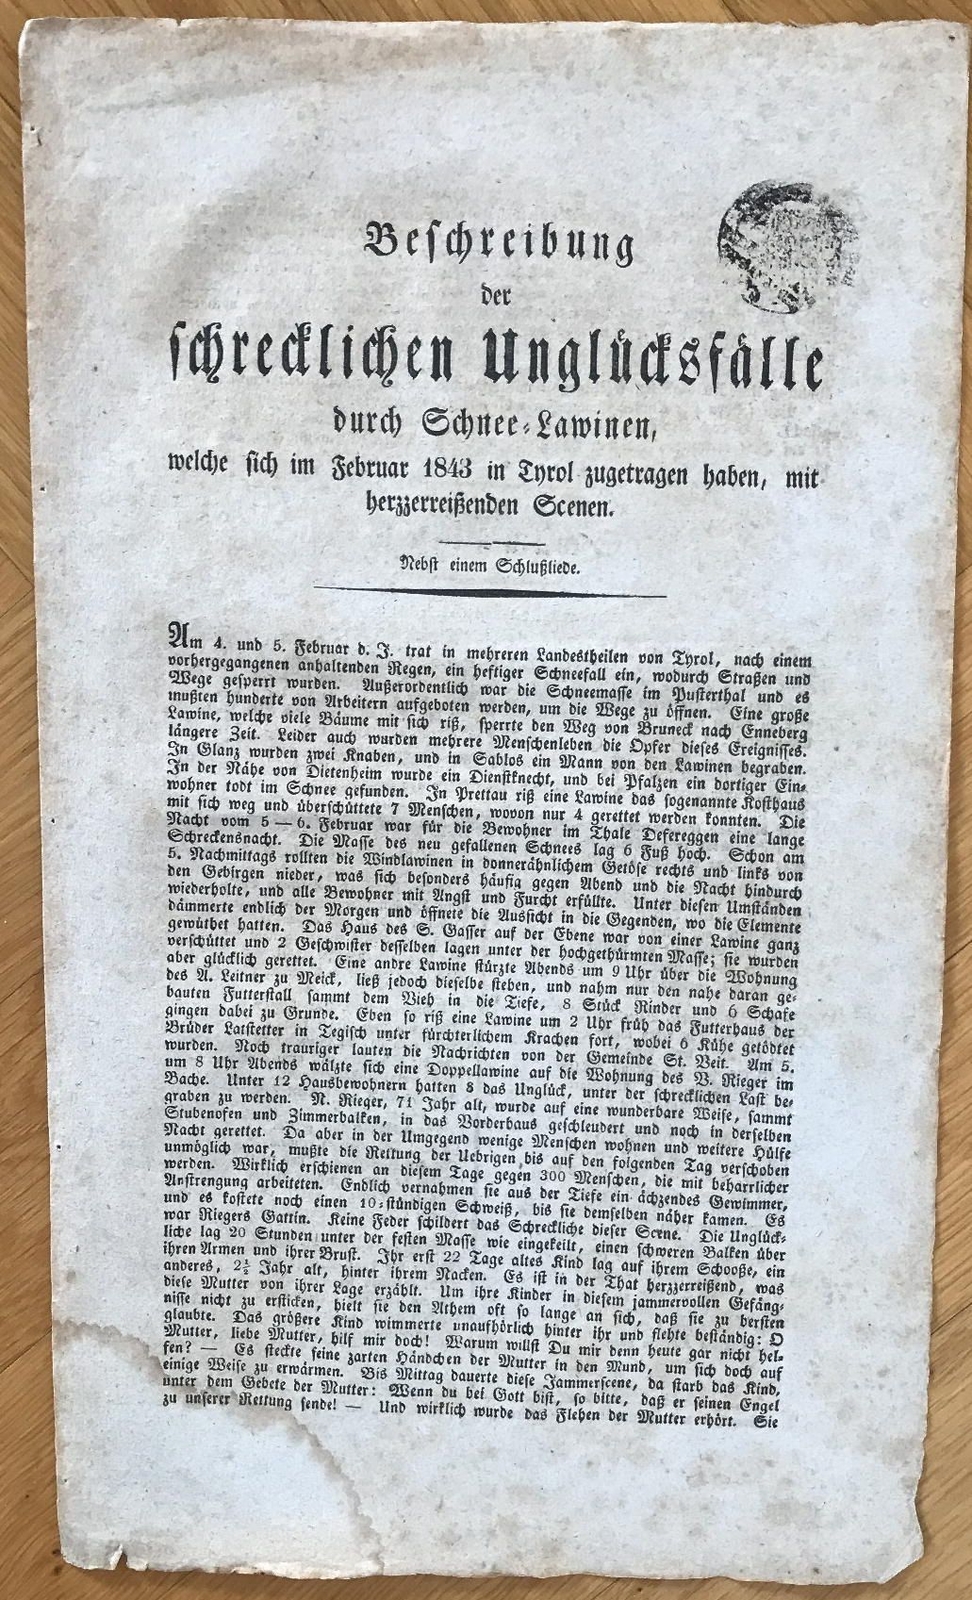 Beschreibung
der
schrecklichen Unglücksfälle
durch Schnee-Lawinen,
welche sich im Februar 1843 in Tyrol zugetragen haben, mit
herzzerreißenden Scenen.
Nebst einem Schlußliede.
Am 4. und 5. Februar d. J. trat in mehreren Landestheilen von Tyrol, nach einem
vorhergegangenen anhaltenden Regen, ein heftiger Schneefall ein, wodurch Straßen und
Wege gesperrt wurden. Außerordentlich war die Schneemasse im Pusterthal und es
mußten hunderte von Arbeitern aufgeboten werden, um die Wege zu öffnen. Eine große
Lawine, welche viele Bäume mit sich riß, sperrte den Weg von Bruneck nach Enneberg
längere Zeit. Leider auch wurden mehrere Menschenleben die Opfer dieses Ereignisses.
In Glanz wurden zwei Knaben, und in Sablos ein Mann von den Lawinen begraben.
In der Nähe von Dietenheim wurde ein Dienstknecht, und bei Pfalzen ein dortiger Ein-
wohner todt im Schnee gefunden. In Prettau riß eine Lawine das sogenannte Kosthaus
mit sich weg und überschüttete 7 Menschen, wovon nur 4 gerettet werden konnten. Die
Nacht vom 5 — 6. Februar war für die Bewohner im Thale Defereggen eine lange
Schreckensnacht. Die Masse des neu gefallenen Schnees lag 6 Fuß hoch. Schon am
5. Nachmittags rollten die Windlawinen in donnerähnlichem Getöse rechts und links von
den Gebirgen nieder, was sich besonders häufig gegen Abend und die Nacht hindurch
wiederholte, und alle Bewohner mit Angst und Furcht erfüllte. Unter diesen Umständen
dämmerte endlich der Morgen und öffnete die Aussicht in die Gegenden, wo die Elemente
gewüthet hatten. Das Haus des S. Gasser auf der Ebene war von einer Lawine ganz
verschüttet und 2 Geschwister desselben lagen unter der hochgethürmten Masse; sie wurden
aber glücklich gerettet. Eine andre Lawine stürzte Abends um 9 Uhr über die Wohnung
des A. Leitner zu Meick, ließ jedoch dieselbe stehen, und nahm nur den nahe daran ge-
bauten Futterstall sammt dem Vieh in die Tiefe, 8 Stück Rinder und 6 Schafe
gingen dabei zu Grunde. Eben so riß eine Lawine um 2 Uhr früh das Futterhaus der
Brüder Latstetter in Tegisch unter fürchterlichem Krachen fort, wobei 6 Kühe getödtet
wurden. Noch trauriger lauten die Nachrichten von der Gemeinde St. Veit. Am 5.
um 8 Uhr Abends wälzte sich eine Doppellawine auf die Wohnung des V. Rieger im
Bache. Unter 12 Hausbewohnern hatten 8 das Unglück, unter der schrecklichen Last be-
graben zu werden. N. Rieger, 71 Jahr alt, wurde auf eine wunderbare Weise, sammt
Stubenofen und Zimmerbalken, in das Vorderhaus geschleudert und noch in derselben
Nacht gerettet. Da aber in der Umgegend wenige Menschen wohnen und weitere Hülfe
unmöglich war, mußte die Rettung der Uebrigen bis auf den folgenden Tag verschoben
werden. Wirklich erschienen an diesem Tage gegen 300 Menschen, die mit beharrlicher
Anstrengung arbeiteten. Endlich vernahmen sie aus der Tiefe ein ächzendes Gewimmer,
und es kostete noch einen 10-stündigen Schweiß, bis sie demselben näher kamen. Es
war Riegers Gattin. Keine Feder schildert das Schreckliche dieser Scene. Die Unglück-
liche lag 20 Stunden unter der festen Masse wie eingekeilt, einen schweren Balken über
ihren Armen und ihrer Brust. Ihr erst 22 Tage altes Kind lag auf ihrem Schooße, ein
anderes, 2½ Jahr alt, hinter ihrem Nacken. Es ist in der That herzzerreißend, was
diese Mutter von ihrer Lage erzählt. Um ihre Kinder in diesem jammervollen Gefäng-
nisse nicht zu ersticken, hielt sie den Athem oft so lange an sich, daß sie zu bersten
glaubte. Das größere Kind wimmerte unaufhörlich hinter ihr und flehte beständig: O
Mutter, liebe Mutter, hilf mir doch! Warum willst Du mir denn heute gar nicht hel-
fen? — Es steckte seine zarten Händchen der Mutter in den Mund, um sich doch auf
einige Weise zu erwärmen. Bis Mittag dauerte diese Jammerscene, da starb das Kind,
unter dem Gebete der Mutter: Wenn du bei Gott bist, so bitte, daß er seinen Engel
zu unserer Rettung sende! — Und wirklich wurde das Flehen der Mutter erhört. Sie